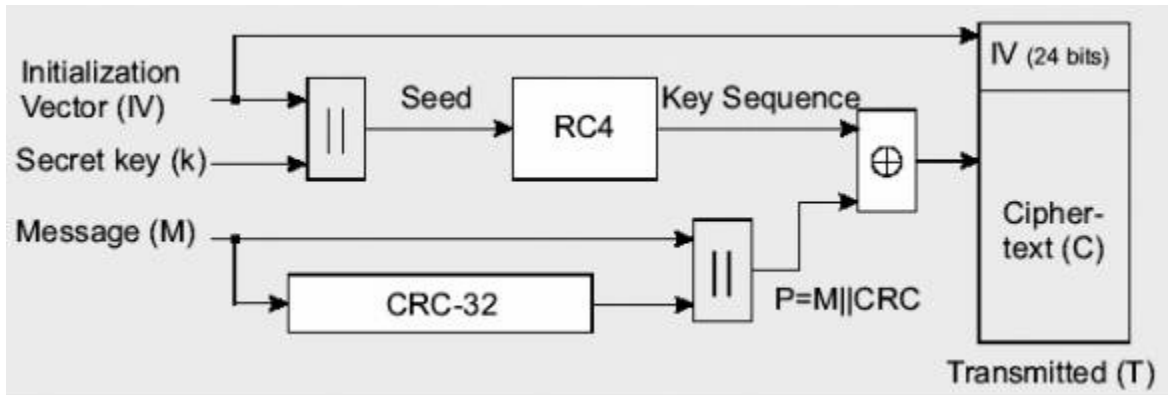 Initialization
Vector (IV)
Secret key (k)
Message (M)
||
Seed
RC4
Key Sequence
⊕
CRC-32
||
P=M||CRC
IV (24 bits)
Cipher-
text (C)
Transmitted (T)